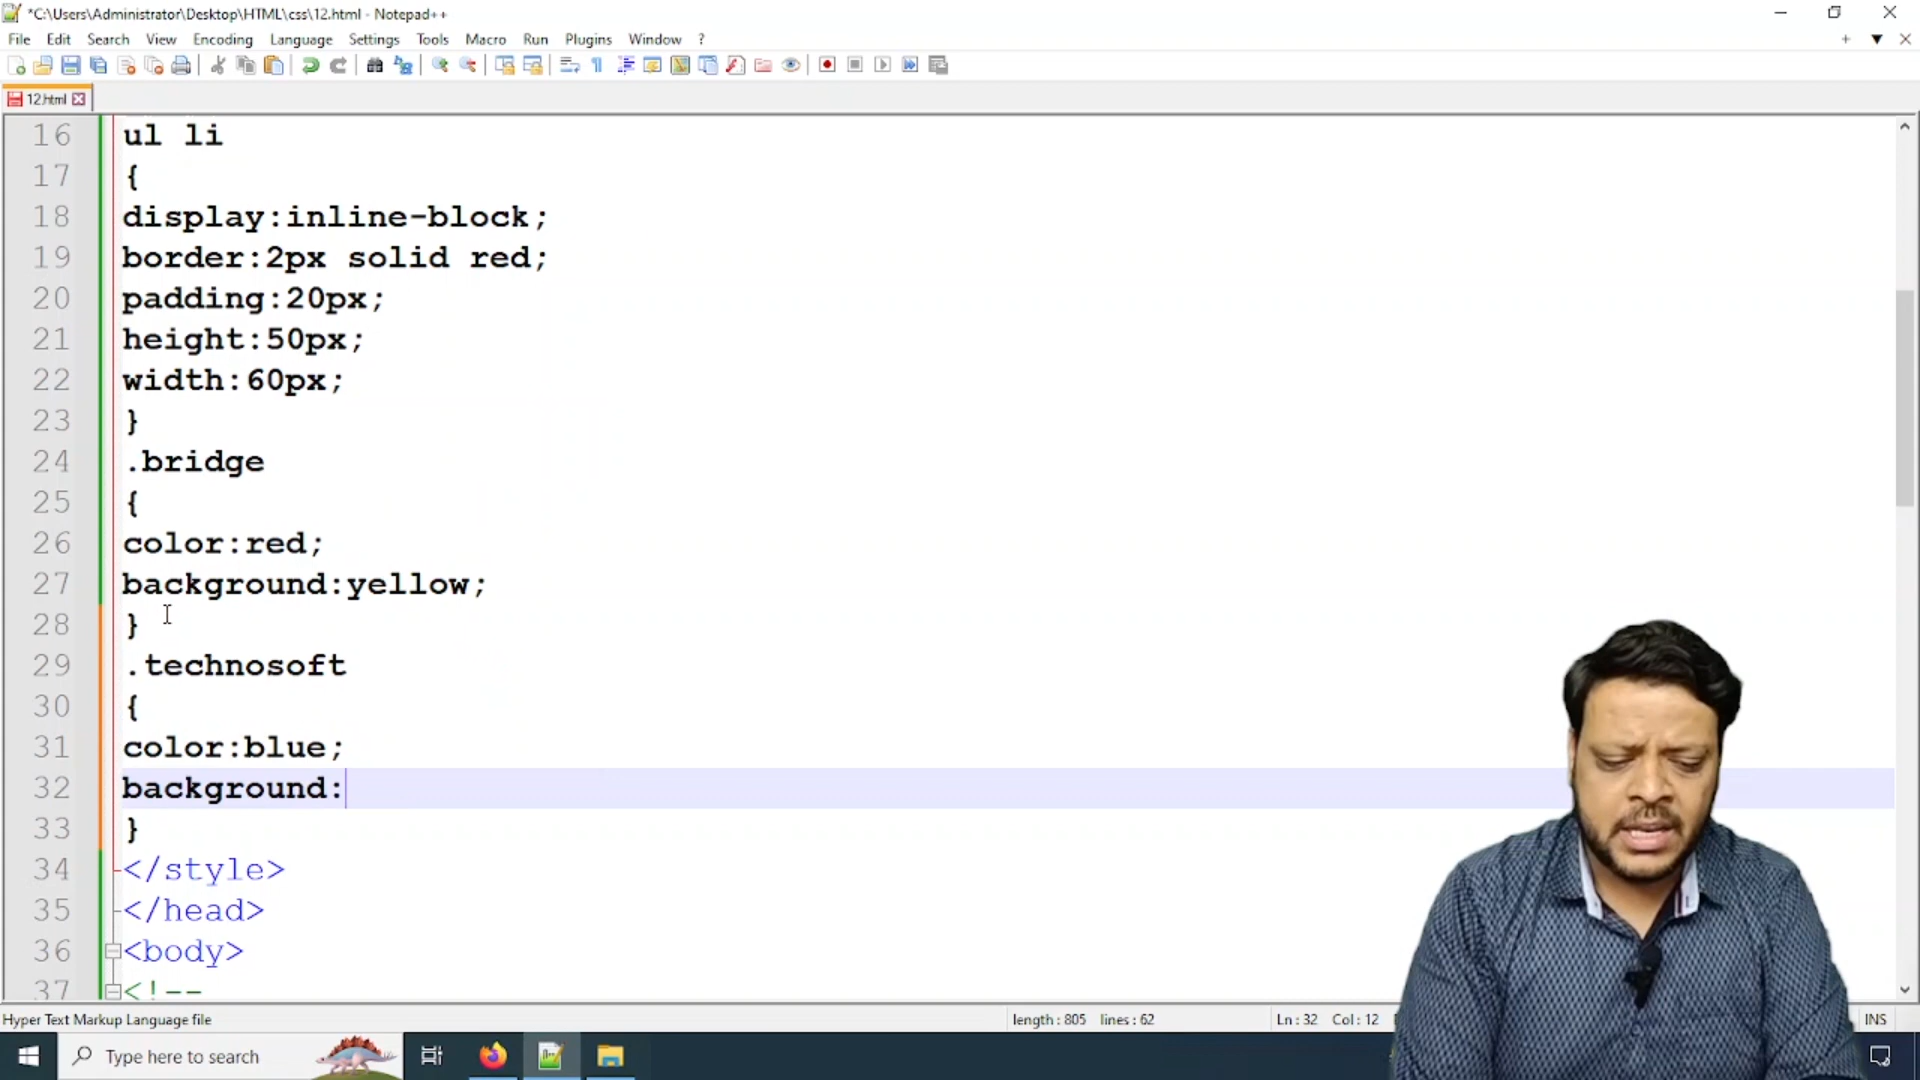 *C:\Users\Administrator\Desktop\HTML\css\12.html - Notepad++
File Edit Search View Encoding Language Settings Tools Macro Run Plugins Window ?
12.html
16 ul li
17 {
18 display:inline-block;
19 border:2px solid red;
20 padding:20px;
21 height:50px;
22 width:60px;
23 }
24 .bridge
25 {
26 color:red;
27 background:yellow;
28 }
29 .technosoft
30 {
31 color:blue;
32 background:
33 }
34 </style>
35 </head>
36 <body>
37 <!--
Hyper Text Markup Language file length : 805 lines : 62 Ln : 32 Col : 12 INS
Type here to search